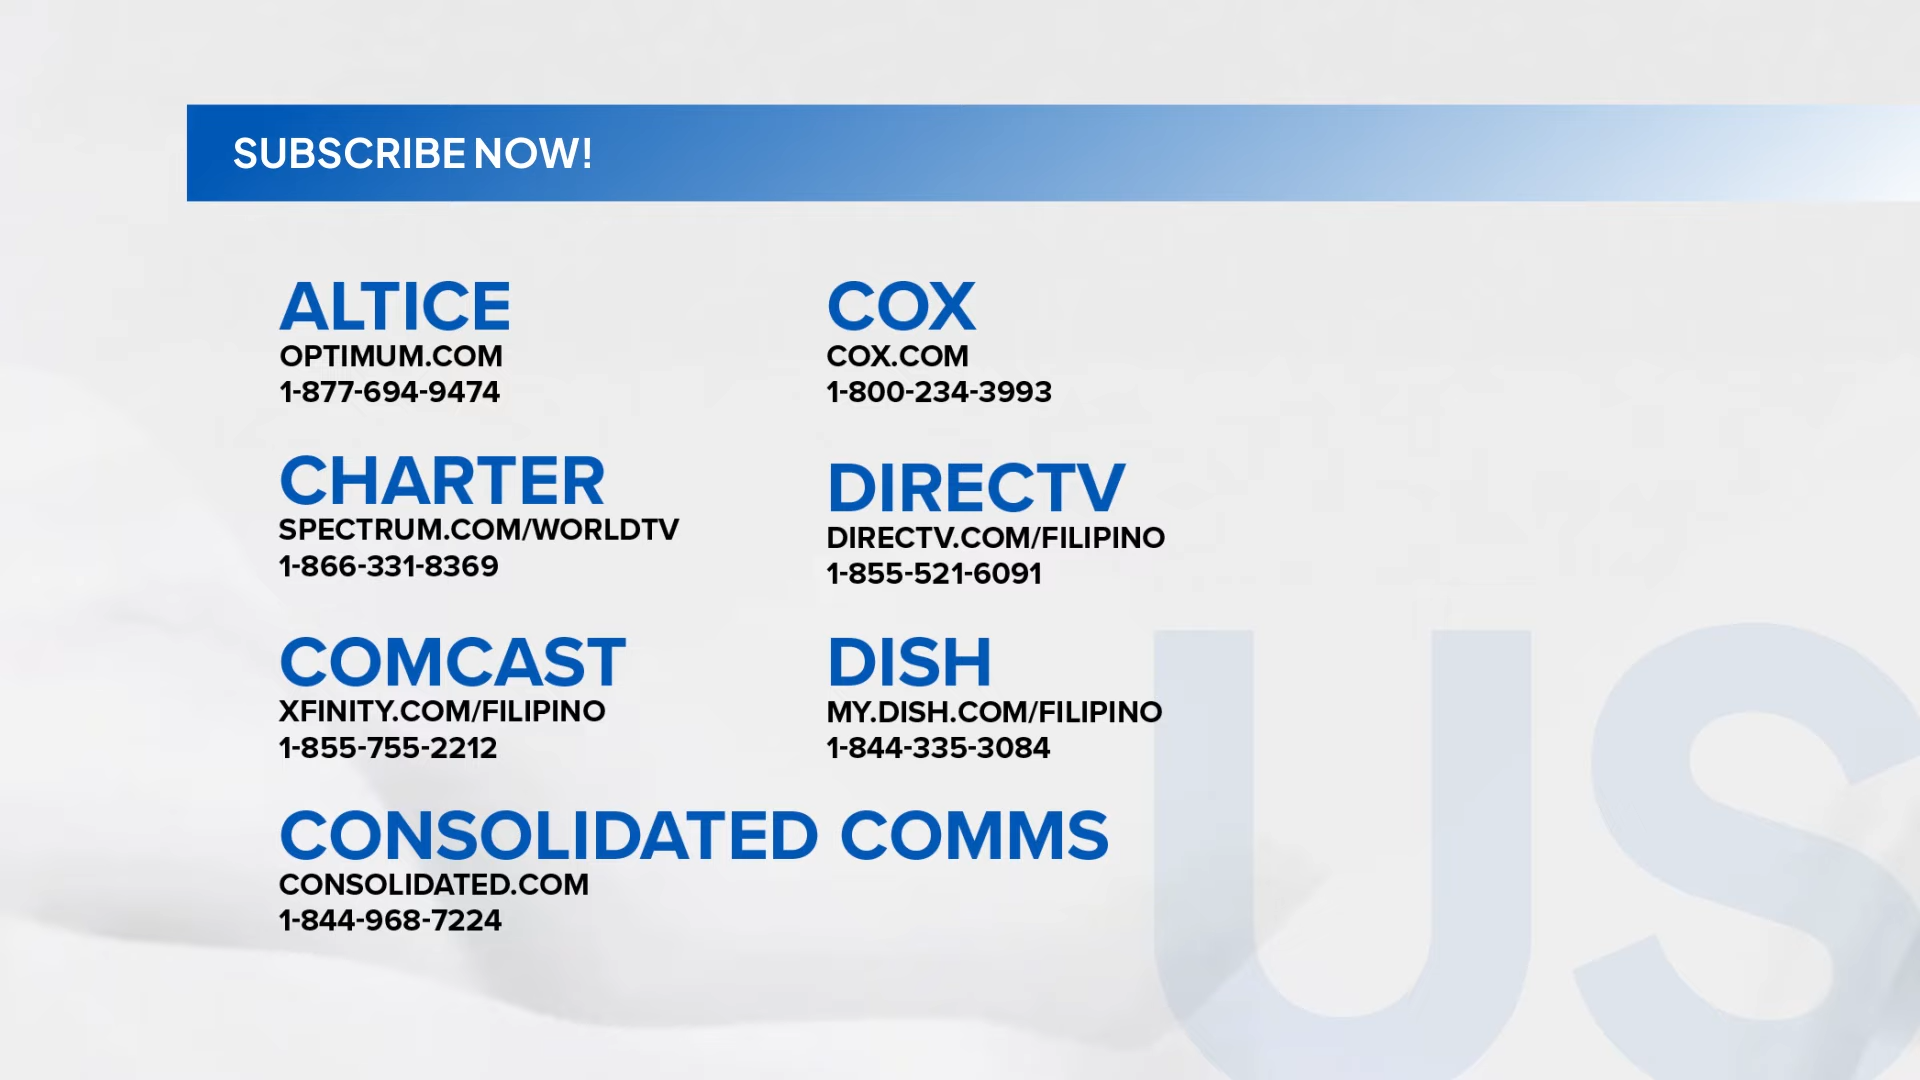 SUBSCRIBE NOW!
ALTICE
OPTIMUM.COM
1-877-694-9474
CHARTER
SPECTRUM.COM/WORLDTV
1-866-331-8369
COMCAST
XFINITY.COM/FILIPINO
1-855-755-2212
CONSOLIDATED COMMS
CONSOLIDATED.COM
1-844-968-7224
COX
COX.COM
1-800-234-3993
DIRECTV
DIRECTV.COM/FILIPINO
1-855-521-6091
DISH
MY.DISH.COM/FILIPINO
1-844-335-3084
US